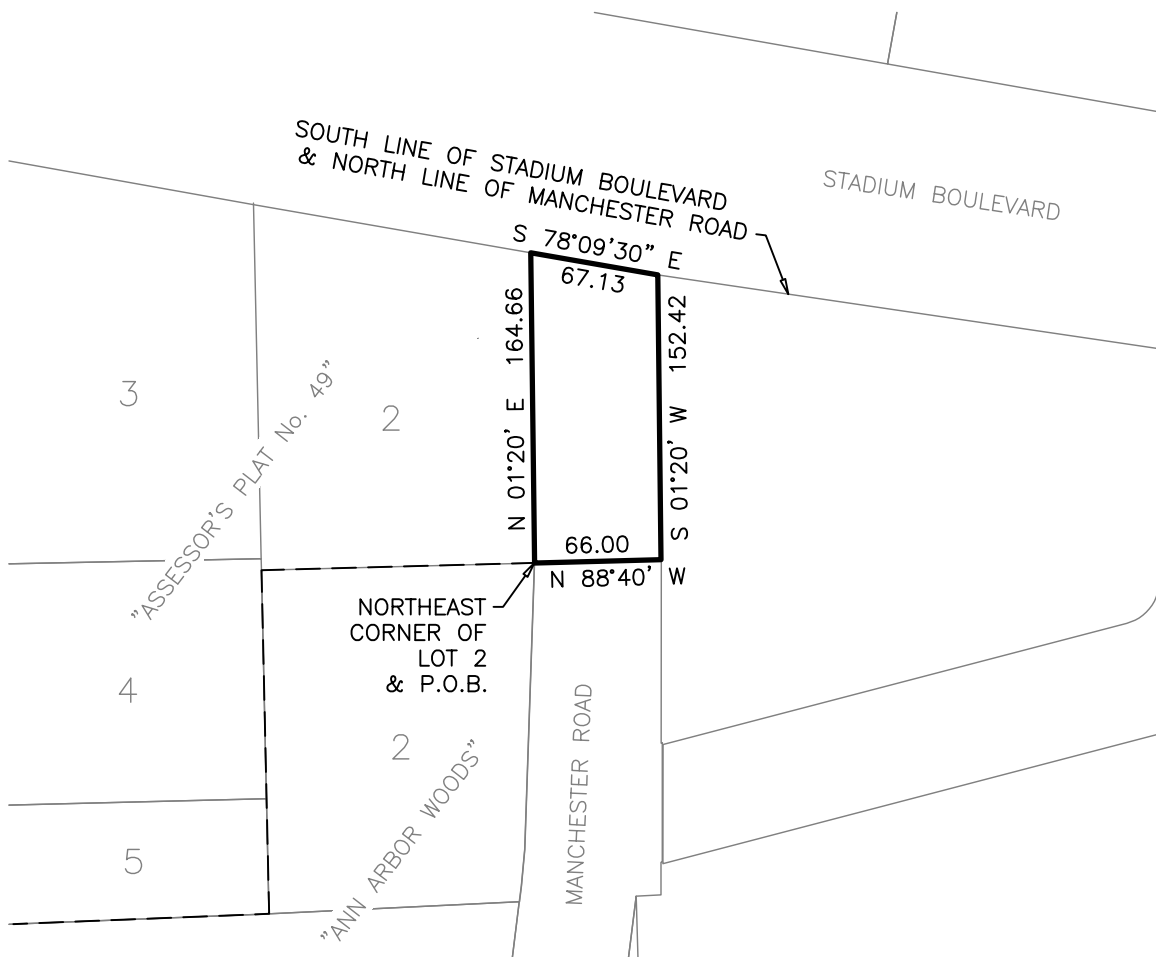 SOUTH LINE OF STADIUM BOULEVARD
& NORTH LINE OF MANCHESTER ROAD
STADIUM BOULEVARD
S 78°09'30" E
67.13
164.66
N 01°20' E
152.42
S 01°20' W
3
2
"ASSESSOR'S PLAT No. 49"
66.00
N 88°40' W
NORTHEAST
CORNER OF
LOT 2
& P.O.B.
4
2
MANCHESTER ROAD
"ANN ARBOR WOODS"
5